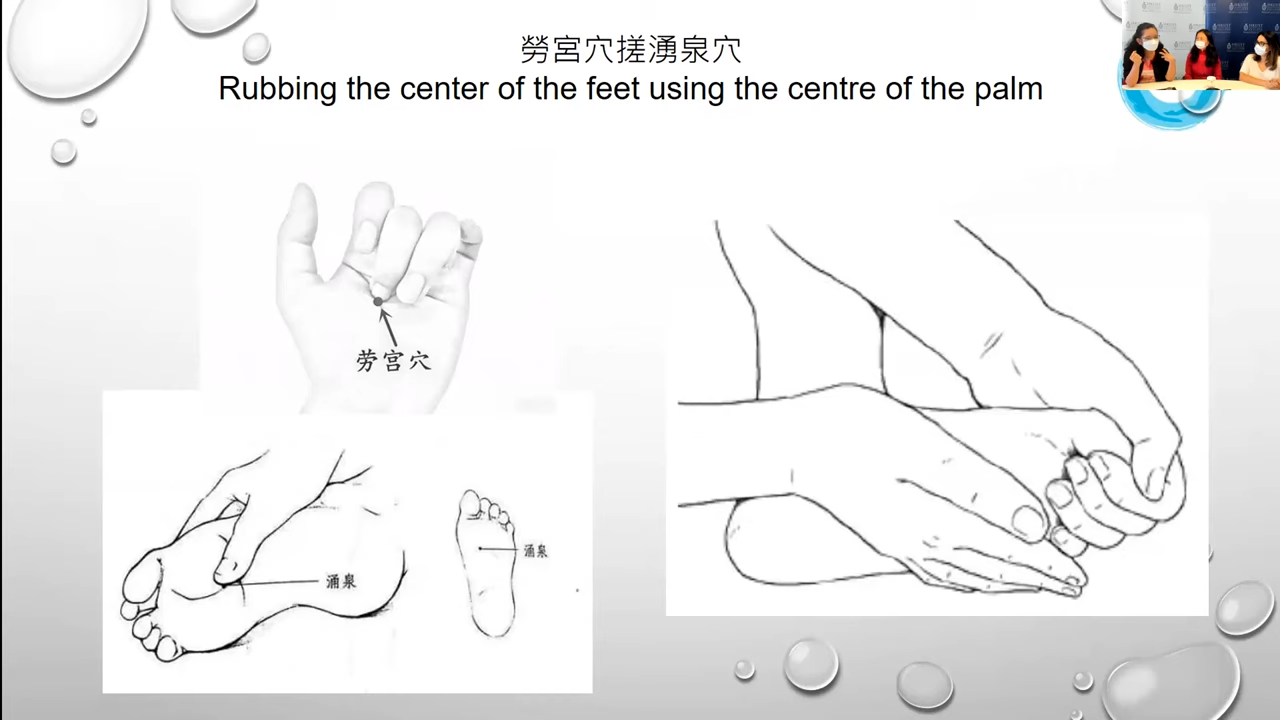 勞宮穴搓湧泉穴
Rubbing the center of the feet using the centre of the palm
劳宫穴
涌泉
涌泉